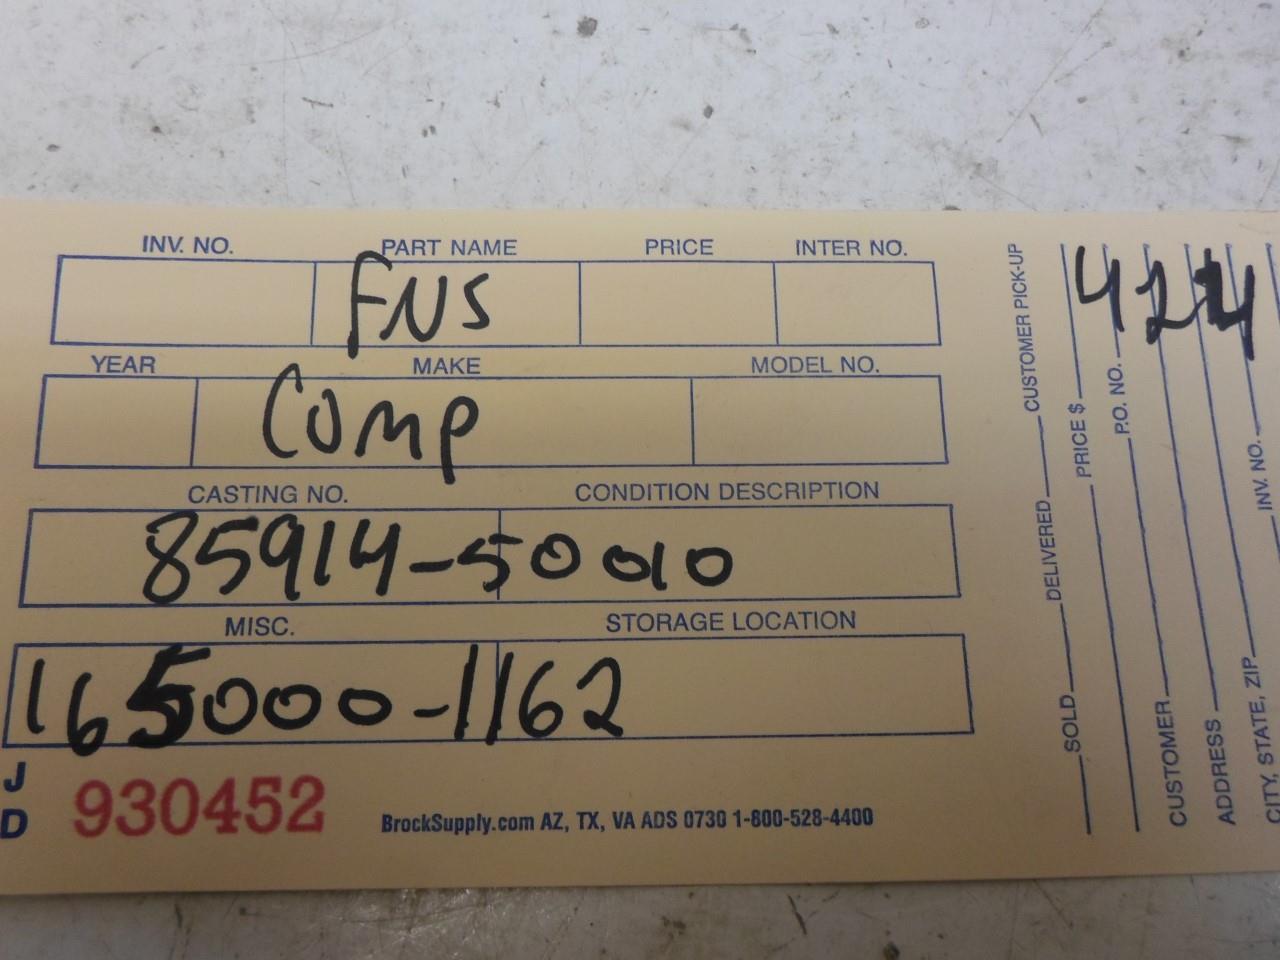 INV. NO. PART NAME PRICE INTER NO.
FNS
YEAR MAKE MODEL NO.
Comp
CASTING NO. CONDITION DESCRIPTION
85914-50010
MISC. STORAGE LOCATION
165000-1162
J
D
930452
BrockSupply.com AZ, TX, VA ADS 0730 1-800-528-4400
SOLD DELIVERED CUSTOMER PICK-UP
PRICE $
P.O. NO.
CUSTOMER
ADDRESS INV. NO.
CITY, STATE, ZIP